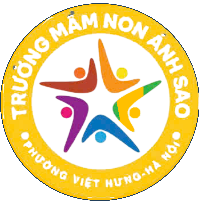 TRƯỜNG MẦM NON ÁNH SAO
PHƯỜNG VIỆT HƯNG-HÀ NỘI